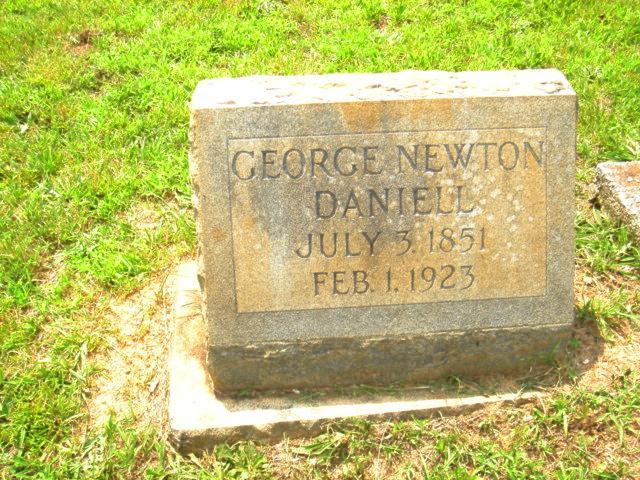 GEORGE NEWTON
DANIELL
JULY 3. 1851
FEB. 1. 1923